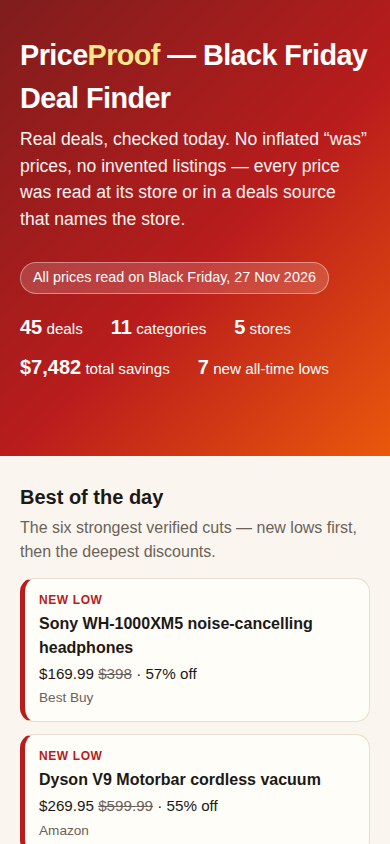 PriceProof — Black Friday
Deal Finder
Real deals, checked today. No inflated “was”
prices, no invented listings — every price
was read at its store or in a deals source
that names the store.
All prices read on Black Friday, 27 Nov 2026
45 deals 11 categories 5 stores
$7,482 total savings 7 new all-time lows
Best of the day
The six strongest verified cuts — new lows first,
then the deepest discounts.
NEW LOW
Sony WH-1000XM5 noise-cancelling
headphones
$169.99 $398 · 57% off
Best Buy
NEW LOW
Dyson V9 Motorbar cordless vacuum
$269.95 $599.99 · 55% off
Amazon